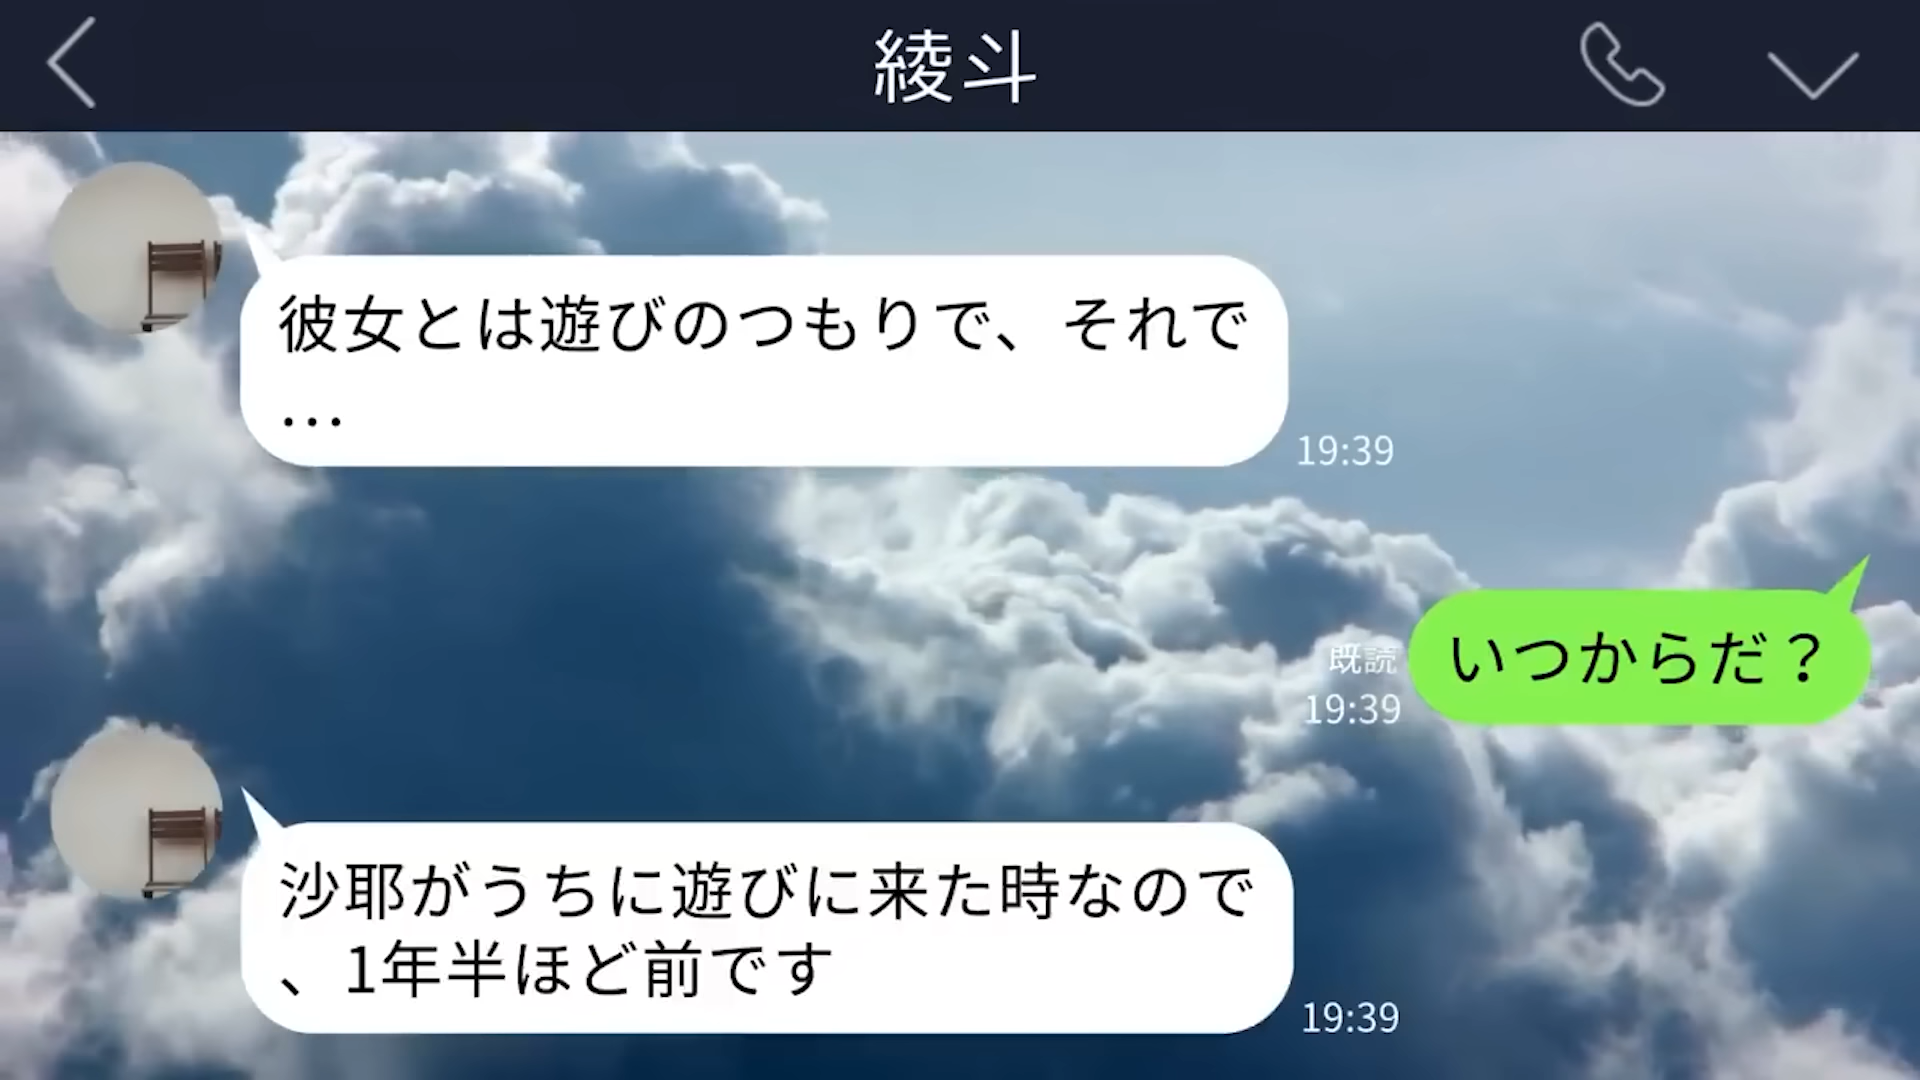 綾斗
彼女とは遊びのつもりで、それで
…
19:39
いつからだ？
既読
19:39
沙耶がうちに遊びに来た時なので
、1年半ほど前です
19:39